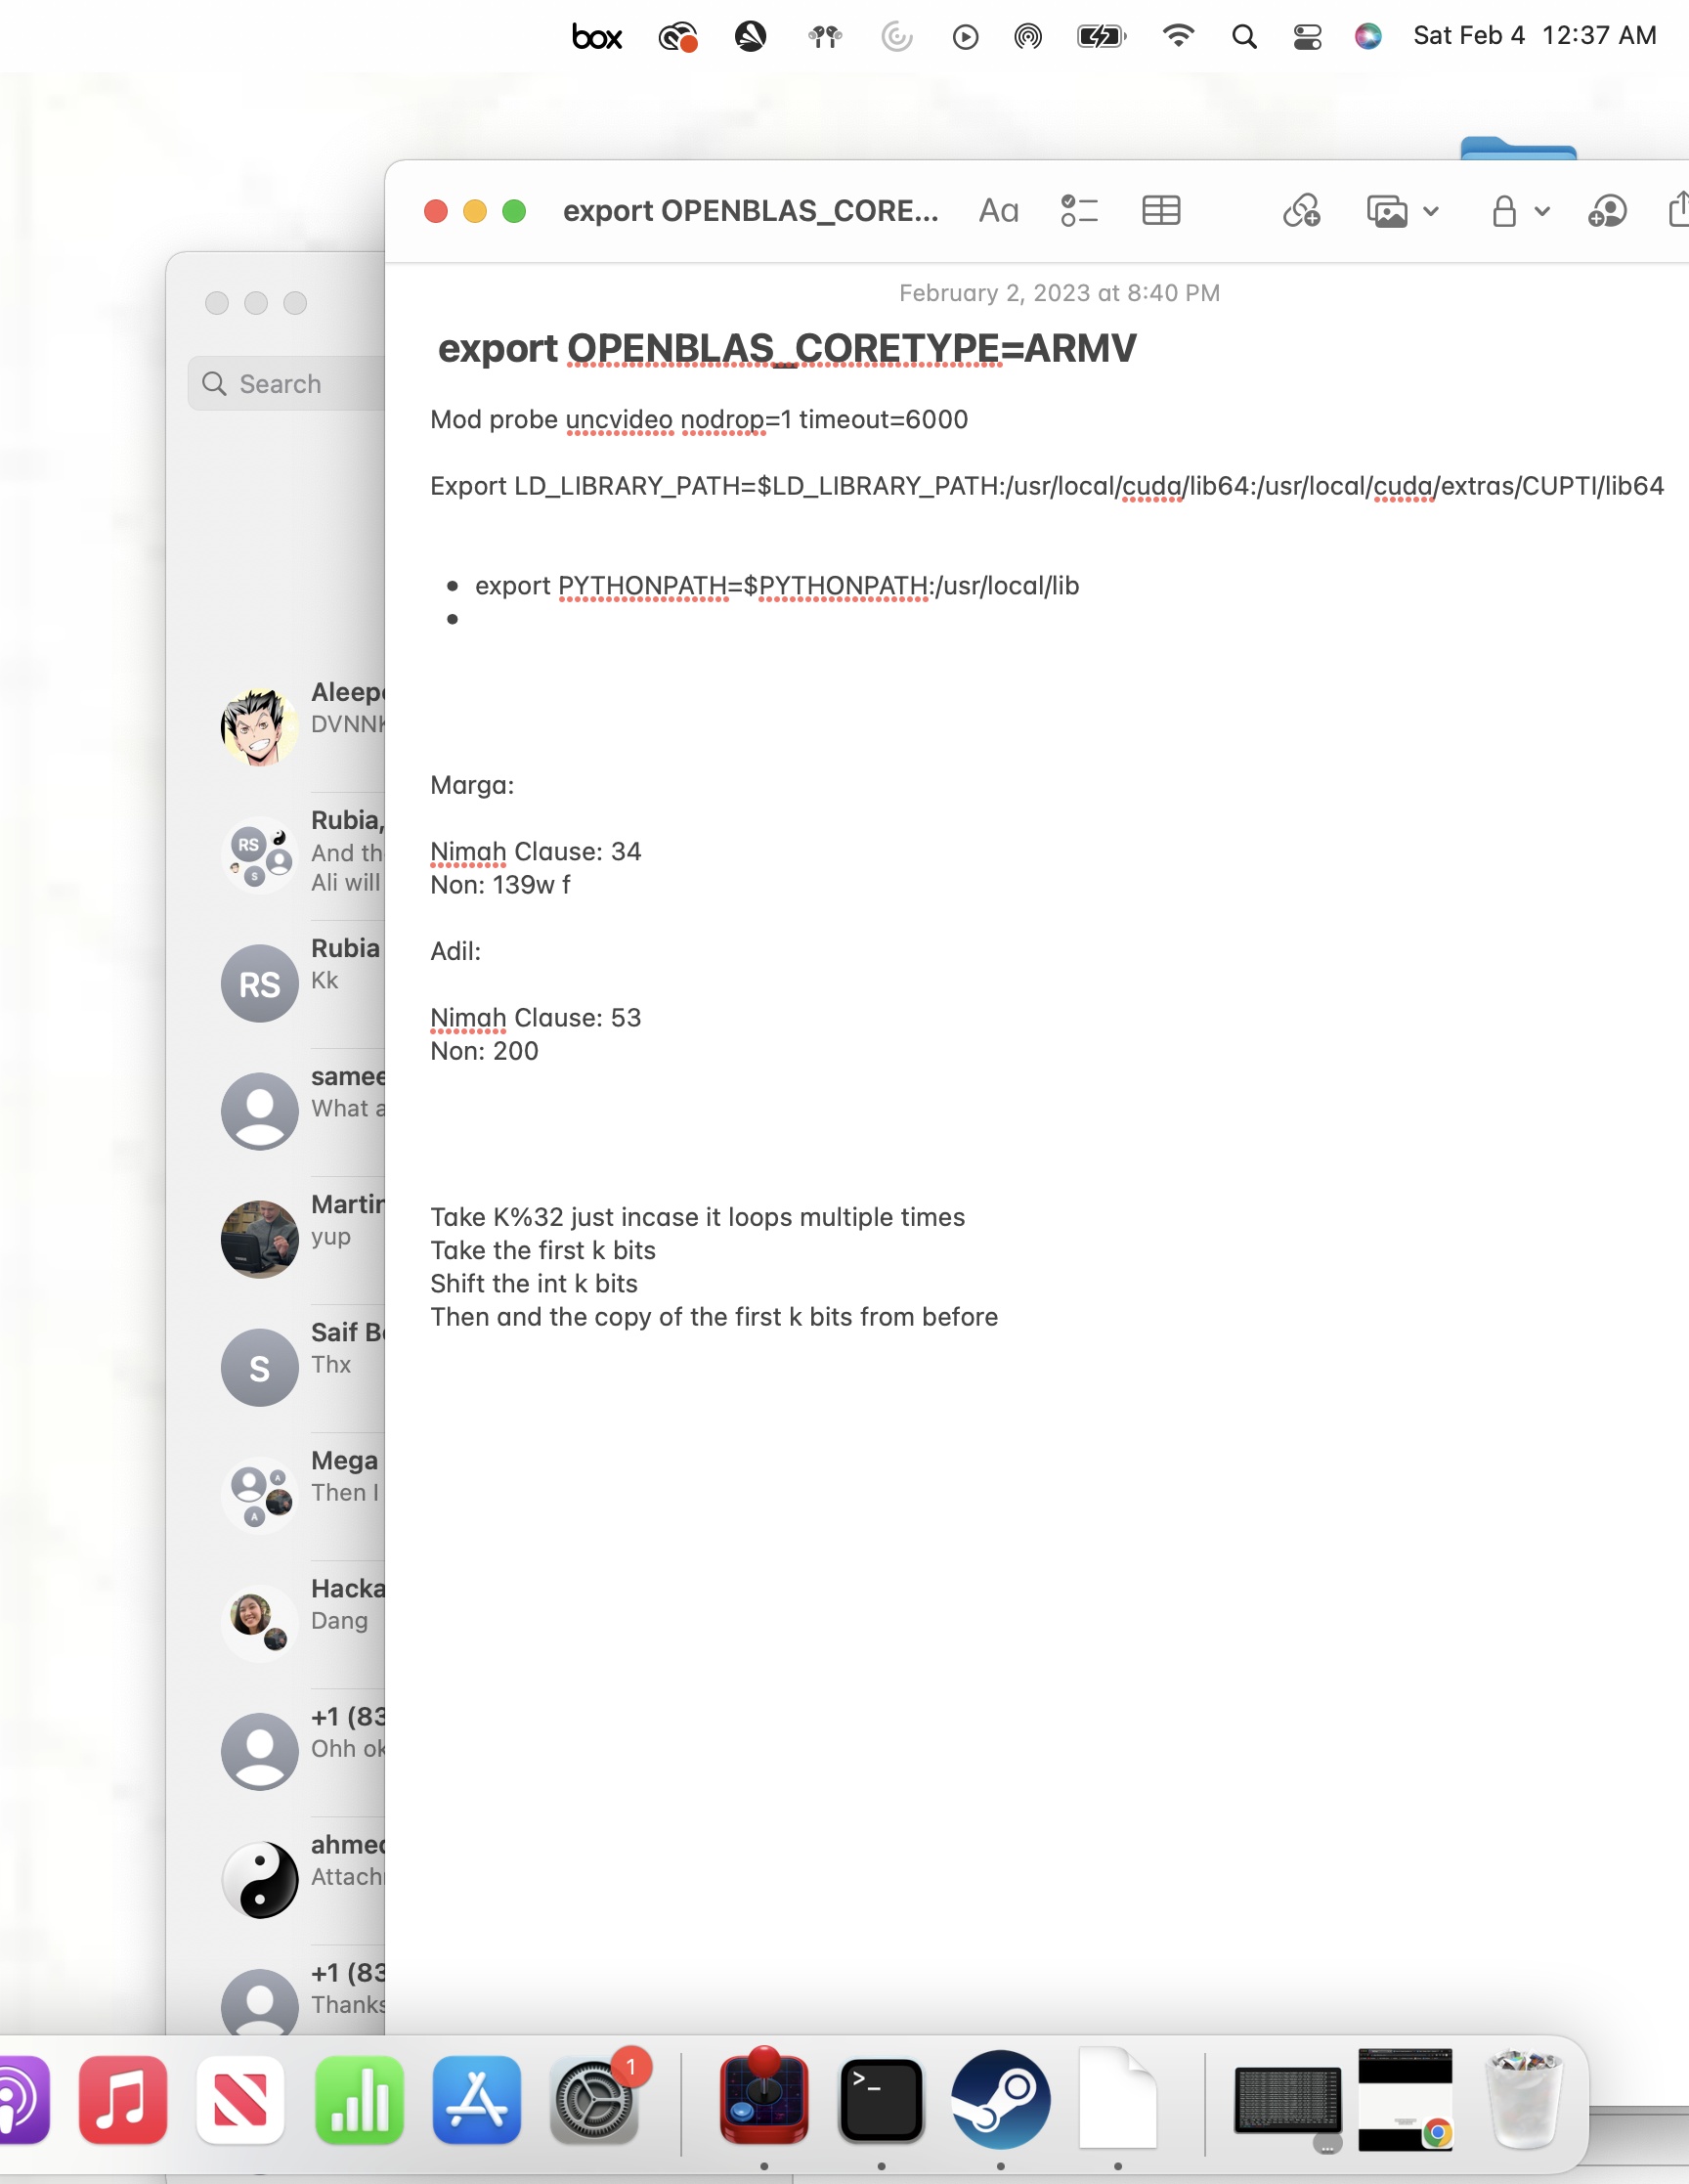 box
Sat Feb 4 12:37 AM
export OPENBLAS_CORE...
Aa
February 2, 2023 at 8:40 PM
export OPENBLAS_CORETYPE=ARMV
Mod probe uncvideo nodrop=1 timeout=6000
Export LD_LIBRARY_PATH=$LD_LIBRARY_PATH:/usr/local/cuda/lib64:/usr/local/cuda/extras/CUPTI/lib64
• export PYTHONPATH=$PYTHONPATH:/usr/local/lib
•
Marga:
Nimah Clause: 34
Non: 139w f
Adil:
Nimah Clause: 53
Non: 200
Take K%32 just incase it loops multiple times
Take the first k bits
Shift the int k bits
Then and the copy of the first k bits from before
Search
Aleep
DVNN
RS
S
Rubia,
And th
Ali will
RS
Rubia
Kk
samee
What a
Martin
yup
S
Saif B
Thx
A
A
Mega
Then I
Hacka
Dang
+1 (83
Ohh ok
ahmed
Attach
+1 (83
Thanks
1
>_